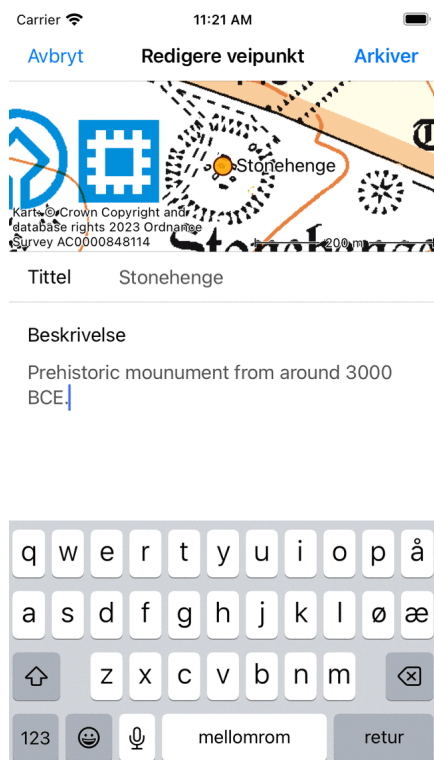 Carrier 11:21 AM
Avbryt Redigere veipunkt Arkiver
Stonehenge
Kart: © Crown Copyright and
database rights 2023 Ordnance
Survey AC0000848114
200 m
Tittel Stonehenge
Beskrivelse
Prehistoric mounument from around 3000
BCE.
q w e r t y u i o p å
a s d f g h j k l ø æ
z x c v b n m
123 mellomrom retur